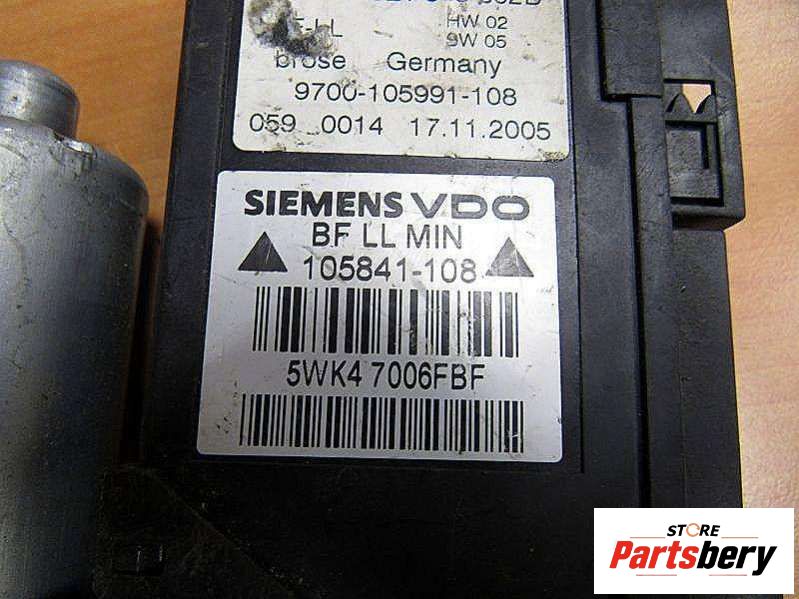 HW 02
LL SW 05
brose Germany
9700-105991-108
059 0014 17.11.2005
SIEMENS VDO
BF LL MIN
105841-108
5WK4 7006FBF
STORE
Partsbery